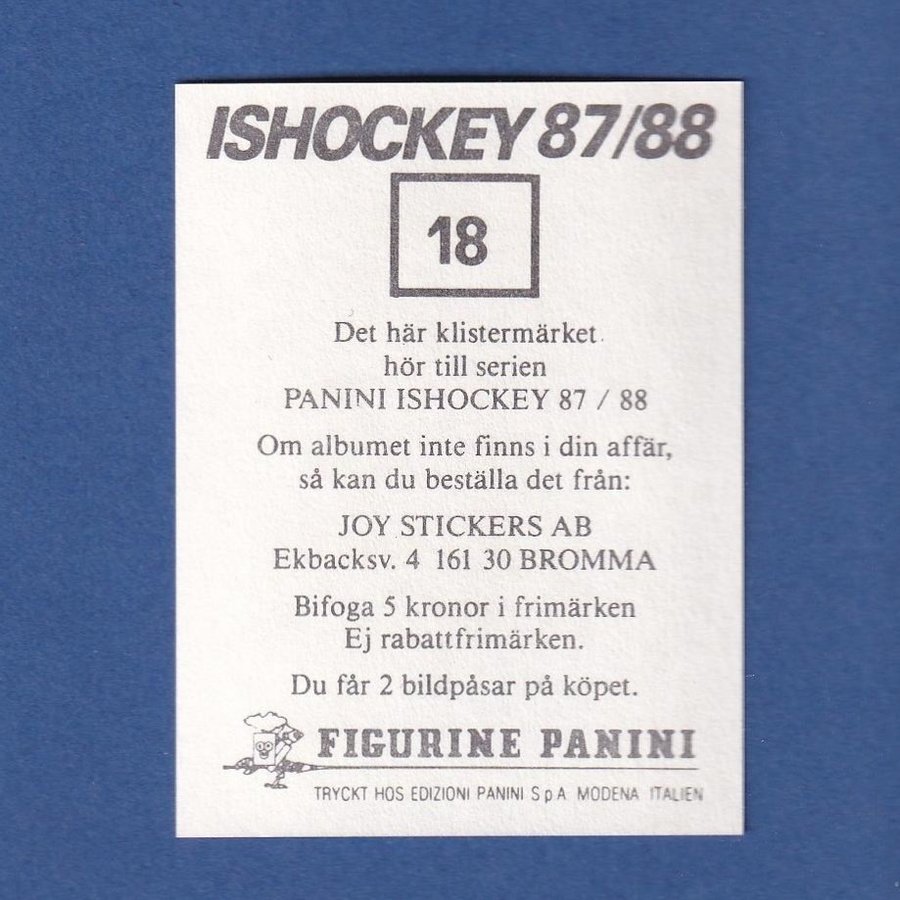 ISHOCKEY 87/88
18
Det här klistermärket
hör till serien
PANINI ISHOCKEY 87 / 88
Om albumet inte finns i din affär,
så kan du beställa det från:
JOY STICKERS AB
Ekbacksv. 4 161 30 BROMMA
Bifoga 5 kronor i frimärken
Ej rabattfrimärken.
Du får 2 bildpåsar på köpet.
FIGURINE PANINI
TRYCKT HOS EDIZIONI PANINI S p A MODENA ITALIEN